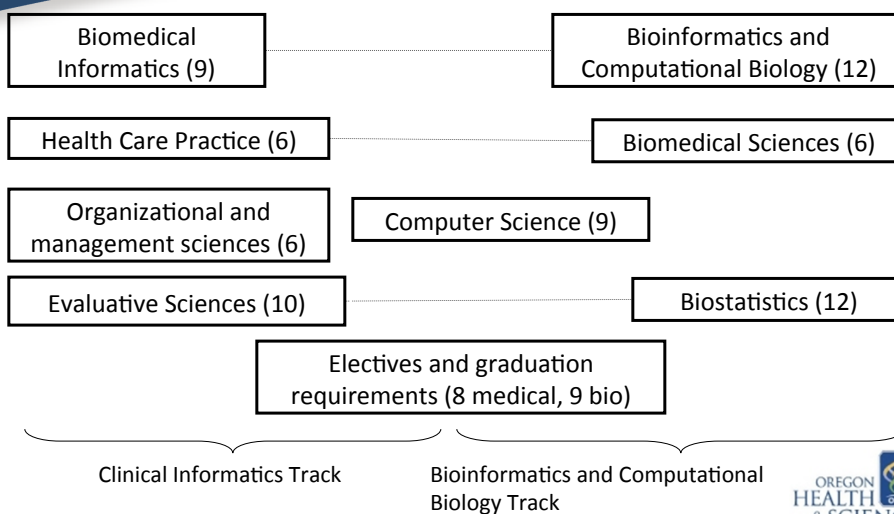 Biomedical
Informatics (9)
Bioinformatics and
Computational Biology (12)
Health Care Practice (6)
Biomedical Sciences (6)
Organizational and
management sciences (6)
Computer Science (9)
Evaluative Sciences (10)
Biostatistics (12)
Electives and graduation
requirements (8 medical, 9 bio)
Clinical Informatics Track
Bioinformatics and Computational
Biology Track
OREGON
HEALTH